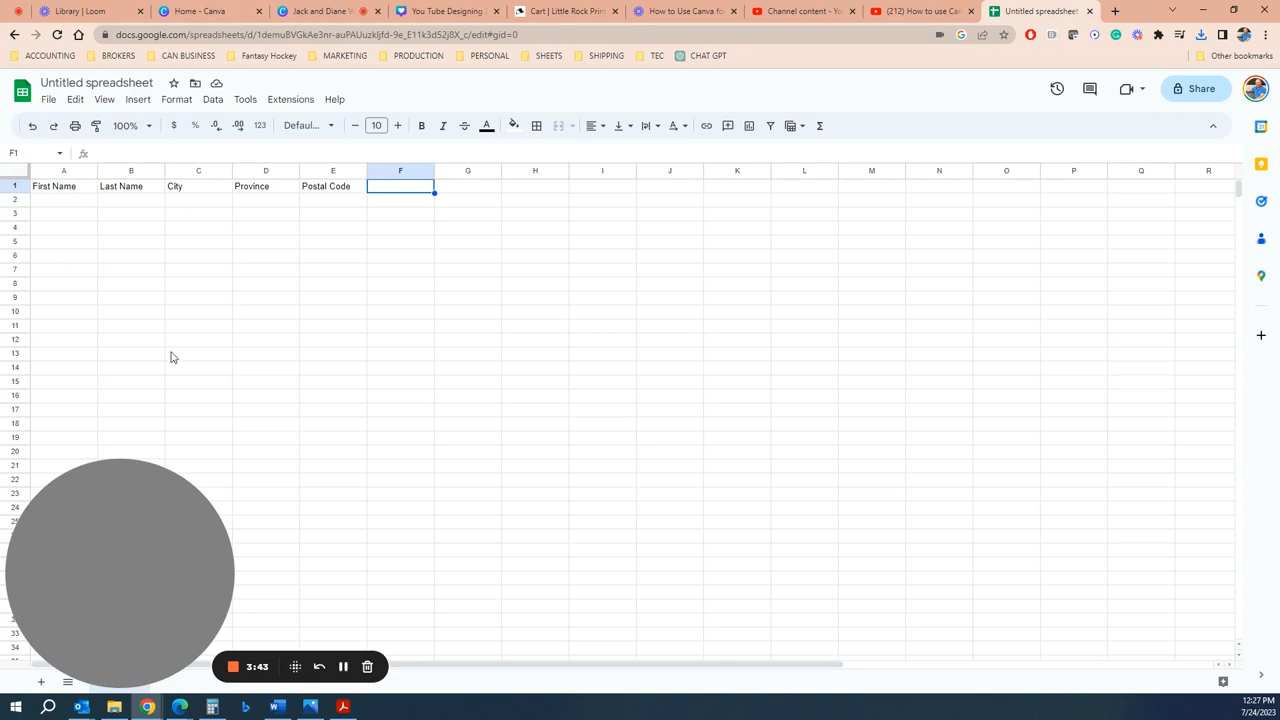 Library | Loom
Home - Canva
Jack and Diane V
You Tube Designing
Cart | Little Rock Prin
How to Use Canva fo
Channel content - Yo
(212) How to use Can
Untitled spreadsheet
docs.google.com/spreadsheets/d/1demuBVGkAe3nr-auPAUuzkIjfd-9e_E11k3d52j8X_c/edit#gid=0
ACCOUNTING BROKERS CAN BUSINESS Fantasy Hockey MARKETING PRODUCTION PERSONAL SHEETS SHIPPING TEC CHAT GPT Other bookmarks
Untitled spreadsheet
File Edit View Insert Format Data Tools Extensions Help
Share
100% $ % .0 .00 123 Defaul... 10 B I S A
F1 fx
A B C D E F G H I J K L M N O P Q R
1 First Name Last Name City Province Postal Code
2
3
4
5
6
7
8
9
10
11
12
13
14
15
16
17
18
19
20
21
22
23
24
33
34
3:43
12:27 PM
7/24/2023